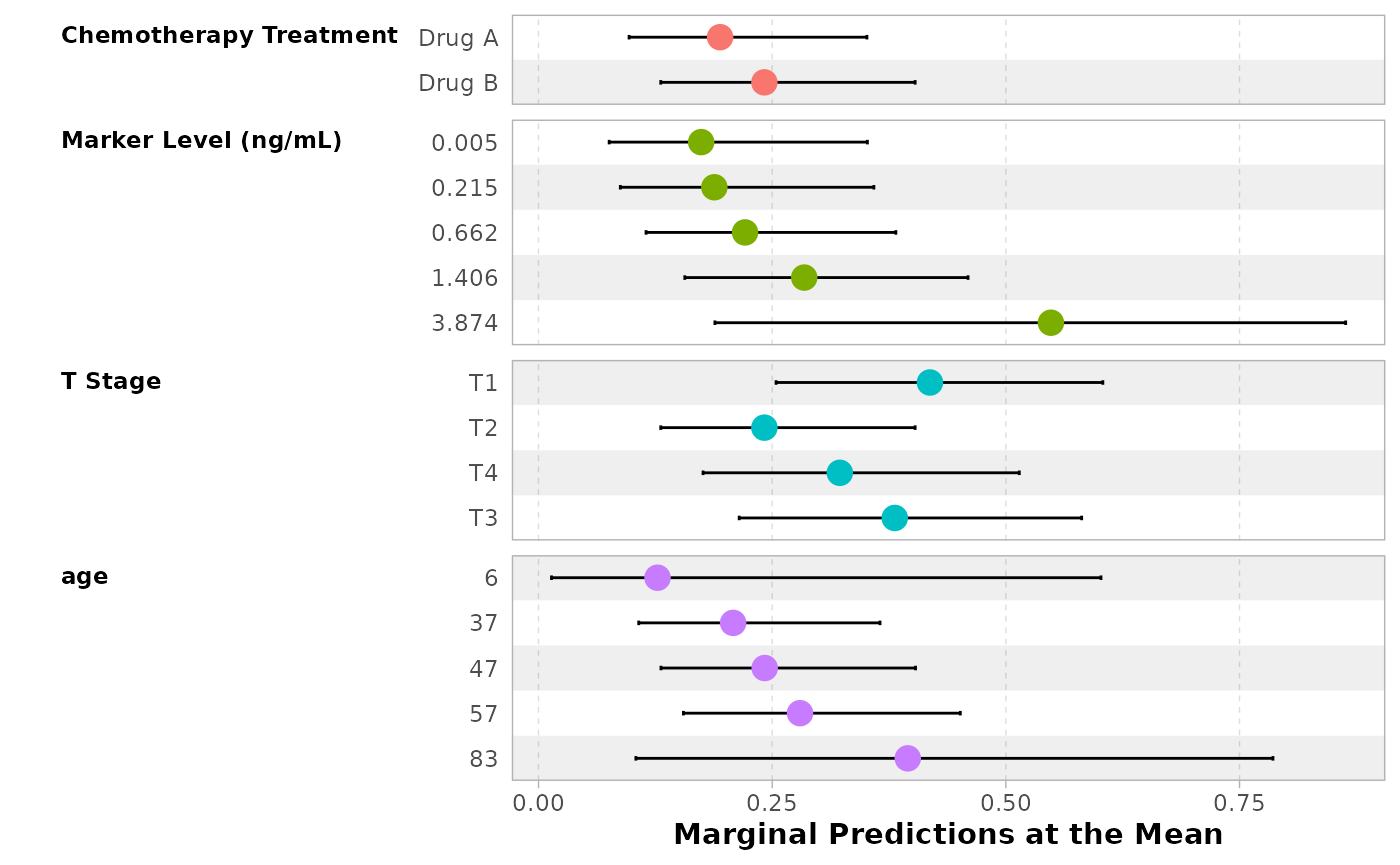 Chemotherapy Treatment Drug A
Drug B
Marker Level (ng/mL) 0.005
0.215
0.662
1.406
3.874
T Stage T1
T2
T4
T3
age 6
37
47
57
83
0.00 0.25 0.50 0.75
Marginal Predictions at the Mean